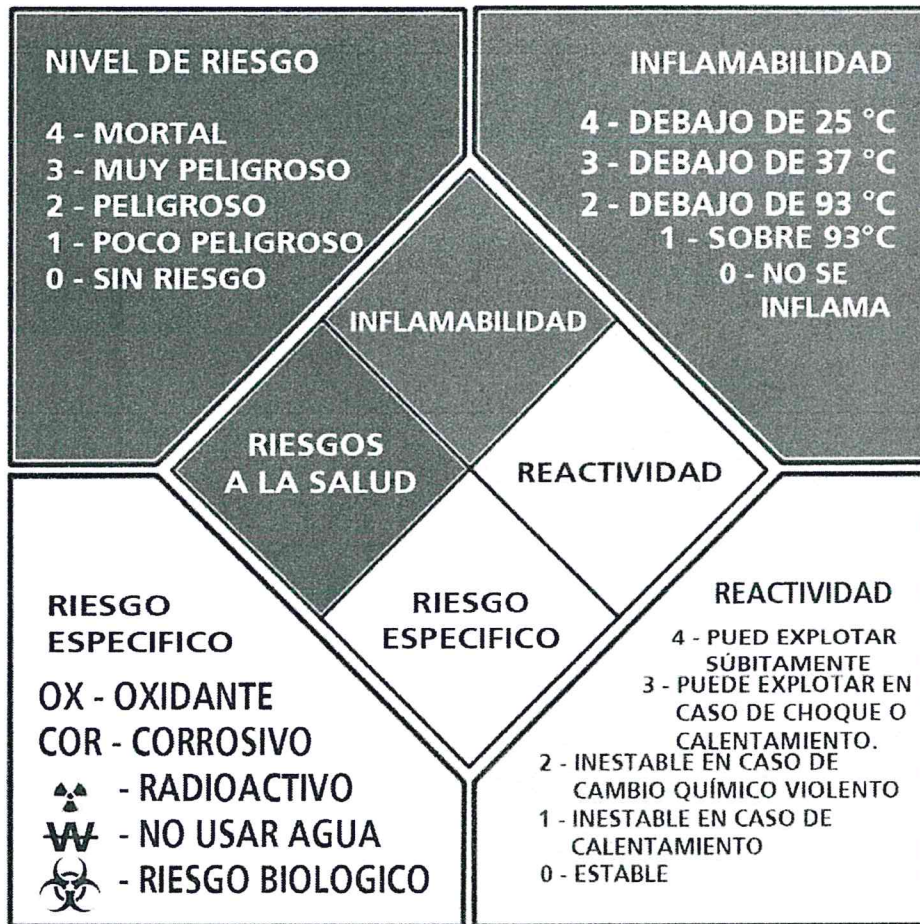 NIVEL DE RIESGO
4 - MORTAL
3 - MUY PELIGROSO
2 - PELIGROSO
1 - POCO PELIGROSO
0 - SIN RIESGO
INFLAMABILIDAD
4 - DEBAJO DE 25 °C
3 - DEBAJO DE 37 °C
2 - DEBAJO DE 93 °C
1 - SOBRE 93°C
0 - NO SE
INFLAMA
INFLAMABILIDAD
RIESGOS
A LA SALUD
REACTIVIDAD
RIESGO
ESPECIFICO
RIESGO
ESPECIFICO
OX - OXIDANTE
COR - CORROSIVO
- RADIOACTIVO
W - NO USAR AGUA
- RIESGO BIOLOGICO
REACTIVIDAD
4 - PUED EXPLOTAR
SÚBITAMENTE
3 - PUEDE EXPLOTAR EN
CASO DE CHOQUE O
CALENTAMIENTO.
2 - INESTABLE EN CASO DE
CAMBIO QUÍMICO VIOLENTO
1 - INESTABLE EN CASO DE
CALENTAMIENTO
0 - ESTABLE